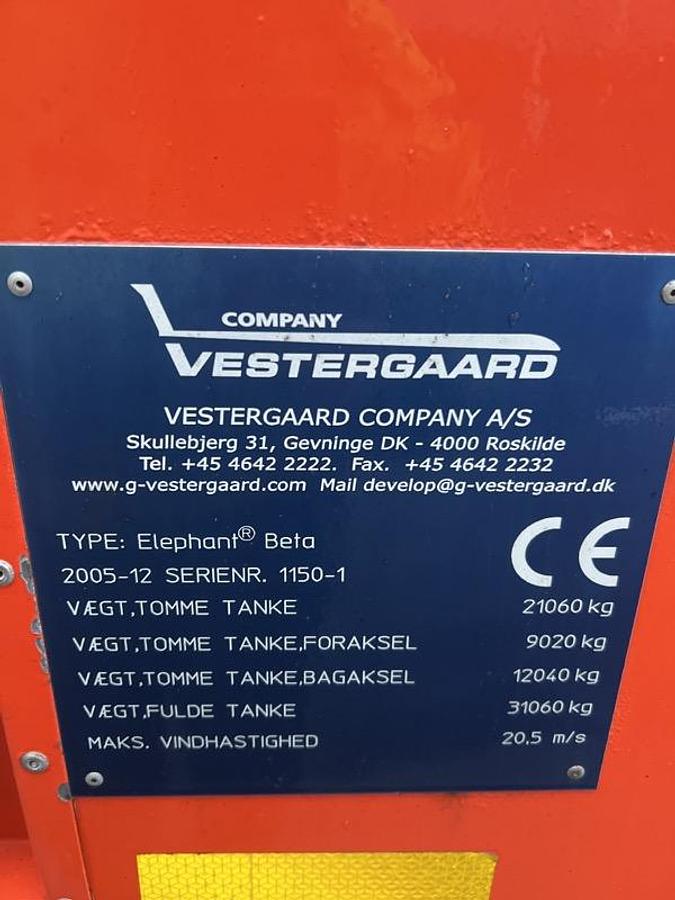 COMPANY
VESTERGAARD
VESTERGAARD COMPANY A/S
Skullebjerg 31, Gevninge DK - 4000 Roskilde
Tel. +45 4642 2222. Fax. +45 4642 2232
www.g-vestergaard.com Mail develop@g-vestergaard.dk
TYPE: Elephant® Beta
CE
2005-12 SERIENR. 1150-1
VÆGT,TOMME TANKE 21060 kg
VÆGT,TOMME TANKE,FORAKSEL 9020 kg
VÆGT,TOMME TANKE,BAGAKSEL 12040 kg
VÆGT,FULDE TANKE 31060 kg
MAKS. VINDHASTIGHED 20,5 m/s